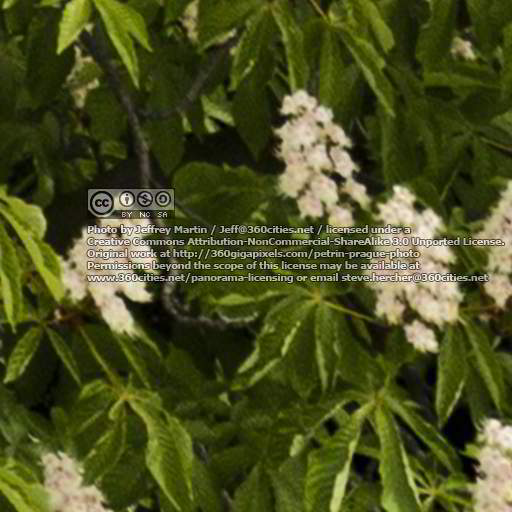 cc
BY NC SA
Photo by Jeffrey Martin / Jeff@360cities.net / licensed under a
Creative Commons Attribution-NonCommercial-ShareAlike 3.0 Unported License.
Original work at http://360gigapixels.com/petrin-prague-photo
Permissions beyond the scope of this license may be available at
www.360cities.net/panorama-licensing or email steve.hercher@360cities.net